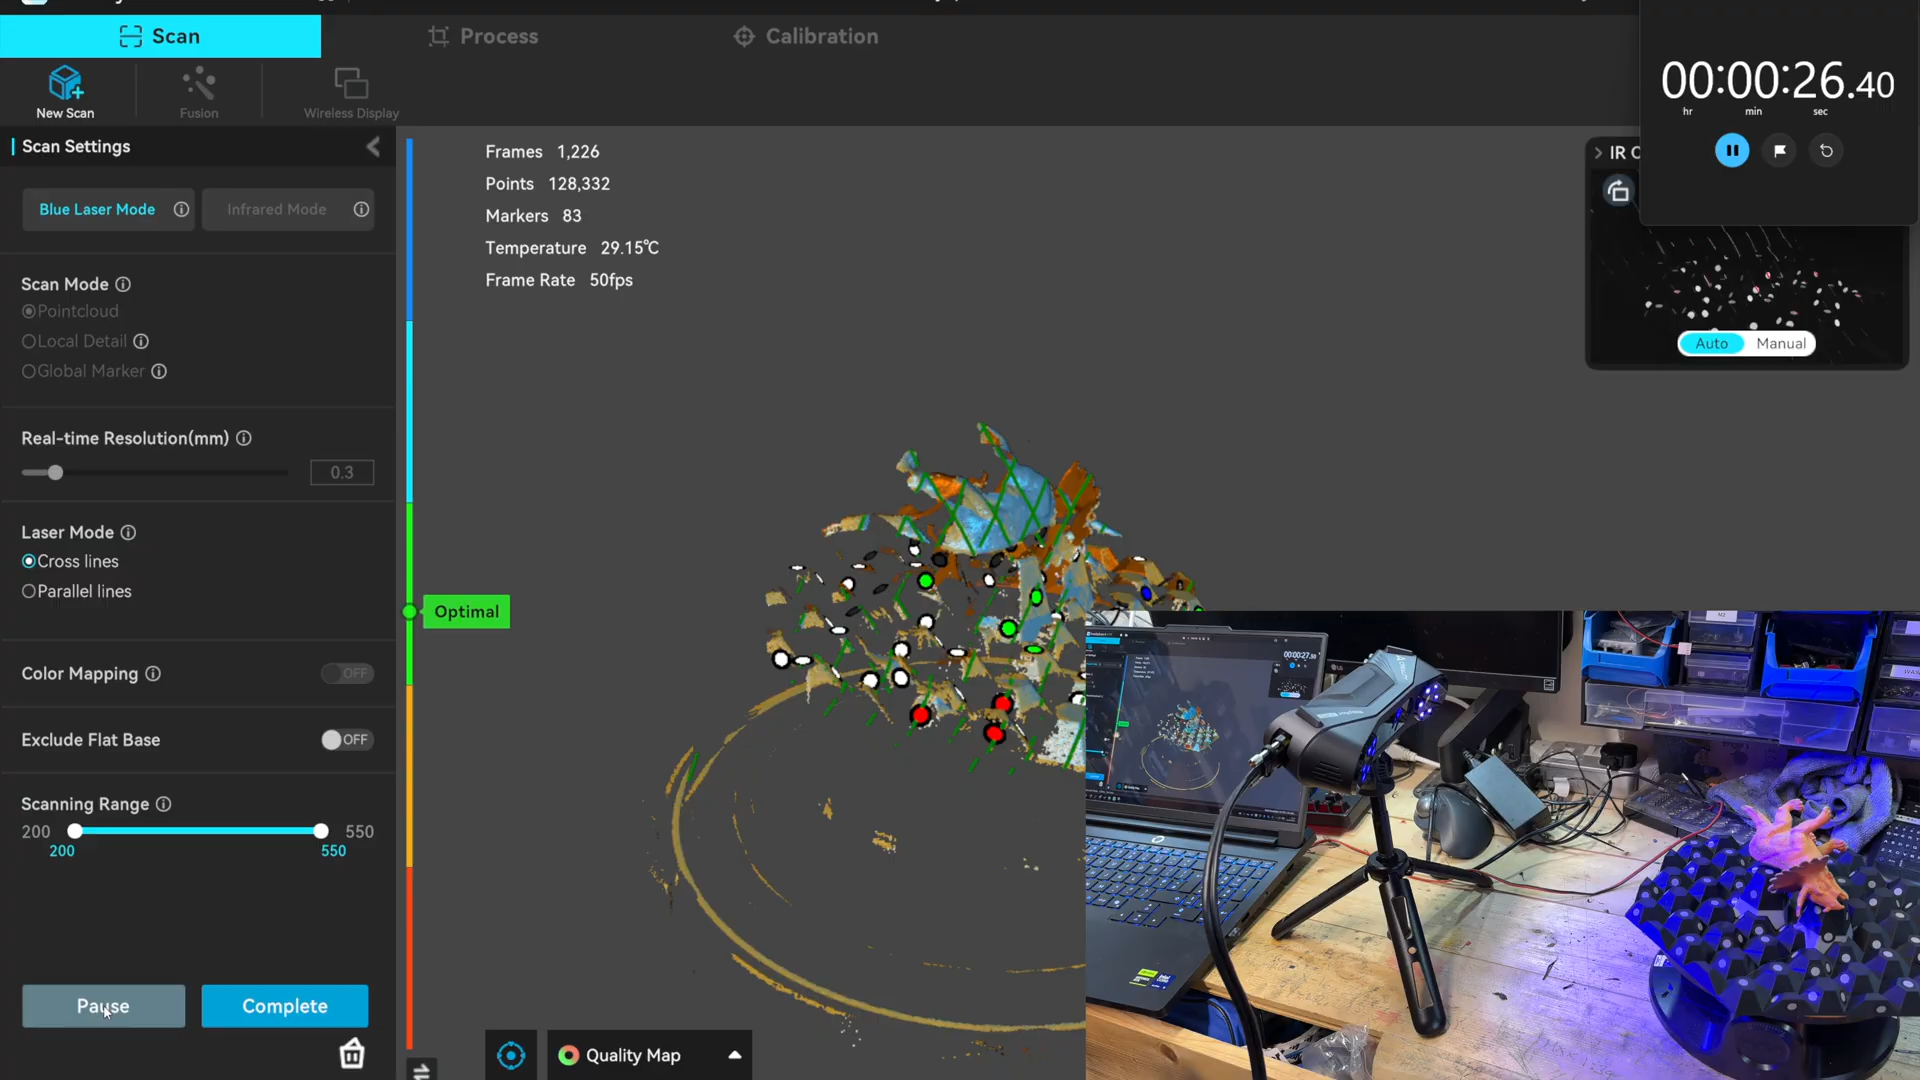 Scan
Process
Calibration
New Scan
Fusion
Wireless Display
Scan Settings
Blue Laser Mode
Infrared Mode
Scan Mode
Pointcloud
Local Detail
Global Marker
Real-time Resolution(mm)
0.3
Laser Mode
Cross lines
Parallel lines
Color Mapping
OFF
Exclude Flat Base
OFF
Scanning Range
200
550
200
550
Pause
Complete
Frames 1,226
Points 128,332
Markers 83
Temperature 29.15℃
Frame Rate 50fps
Optimal
Quality Map
00:00:26.40
hr
min
sec
IR C
Auto
Manual
00:00:27